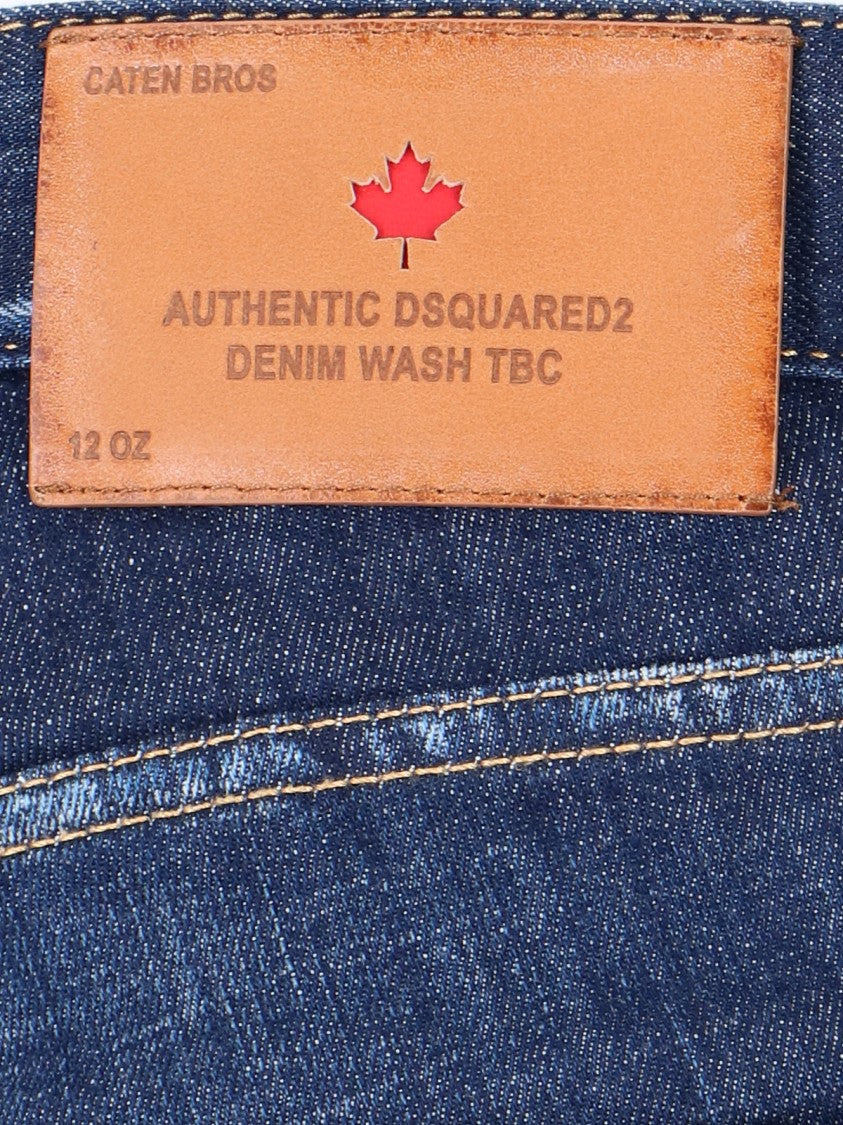 CATEN BROS
AUTHENTIC DSQUARED2
DENIM WASH TBC
12 OZ